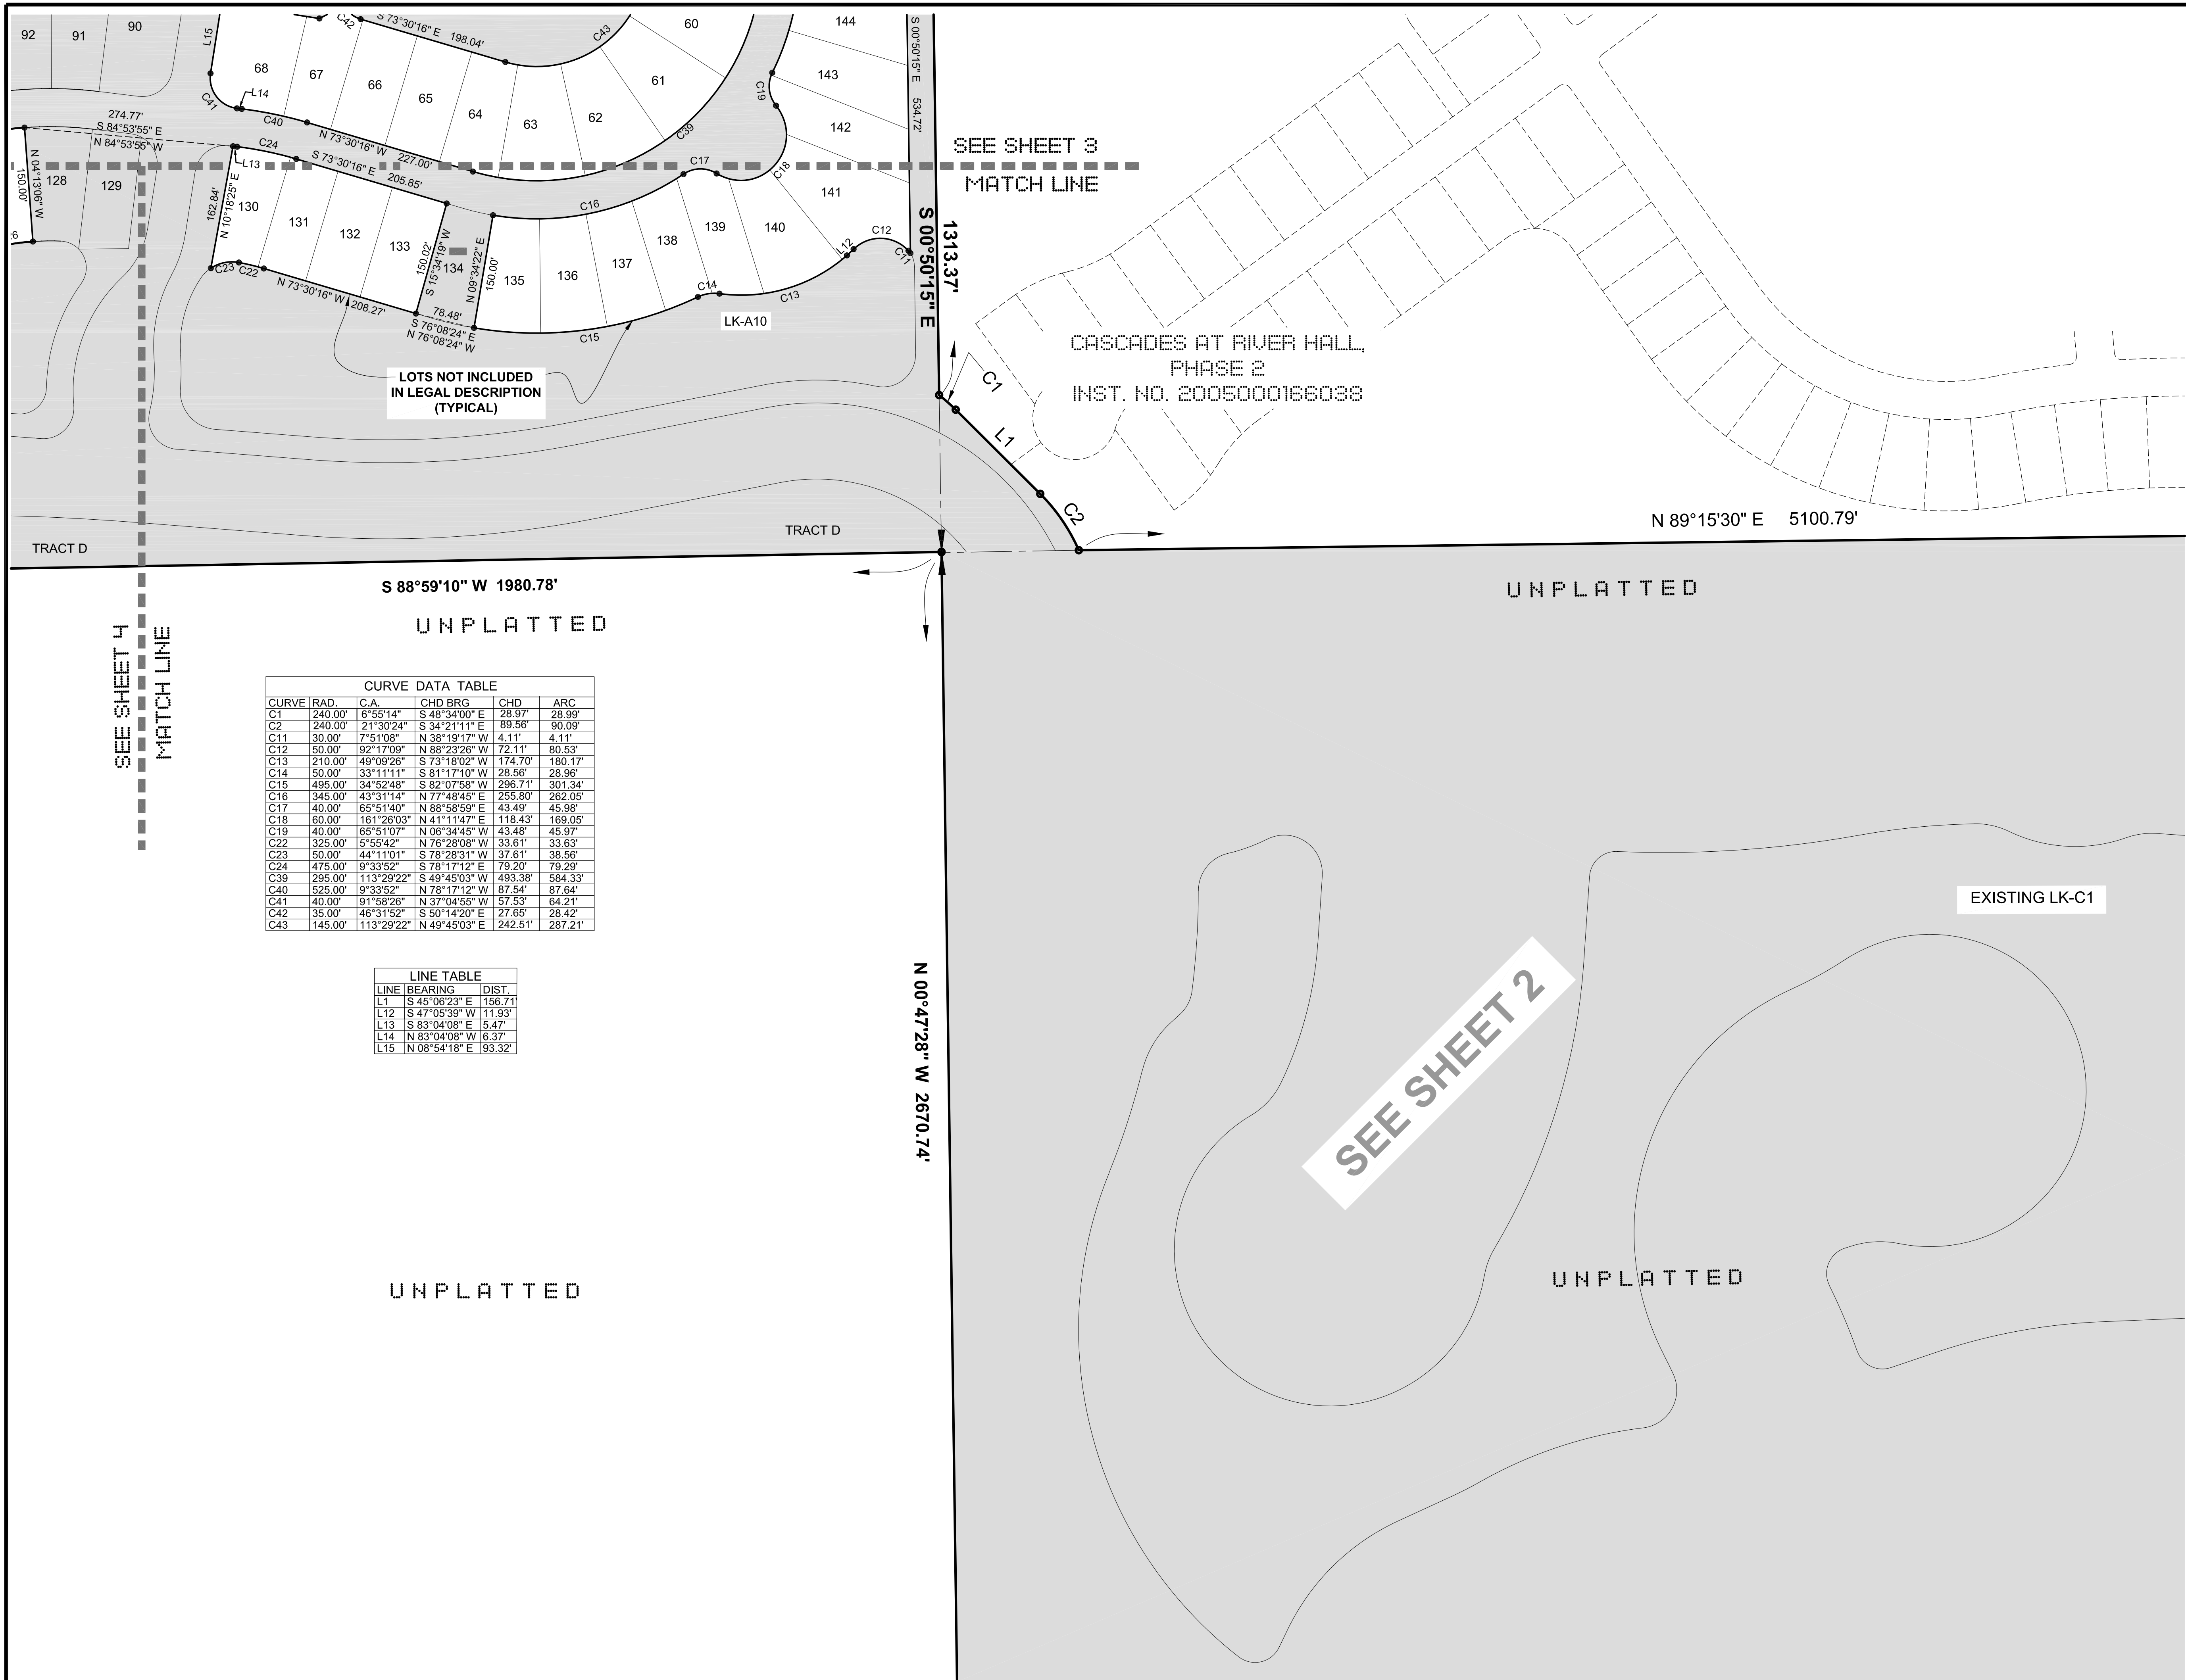 92
91
90
L15
68
67
66
65
64
63
62
61
60
C42
S 73°30'16" E 198.04'
C43
144
143
142
141
S 00°50'15" E 534.72'
C19
C18
C17
C39
C41
L14
C40
N 73°30'16" W 227.00'
274.77'
S 84°53'55" E
N 84°53'55" W
C24
L13
S 73°30'16" E 205.85'
SEE SHEET 3
MATCH LINE
N 04°13'06" W
150.00'
128
129
162.84'
N 10°18'25" E
130
131
132
133
134
135
136
137
138
139
140
C16
150.02'
S 15°34'19" W
N 09°34'22" E
150.00'
L12
C12
C11
C23
C22
N 73°30'16" W 208.27'
78.48'
S 76°08'24" E
N 76°08'24" W
C15
C14
C13
LK-A10
S 00°50'15" E
1313.37'
LOTS NOT INCLUDED
IN LEGAL DESCRIPTION
(TYPICAL)
C1
L1
C2
CASCADES AT RIVER HALL,
PHASE 2
INST. NO. 2005000166038
N 89°15'30" E 5100.79'
TRACT D
TRACT D
S 88°59'10" W 1980.78'
UNPLATTED
UNPLATTED
SEE SHEET 4
MATCH LINE
CURVE DATA TABLE
CURVE RAD. C.A. CHD BRG CHD ARC
C1 240.00' 6°55'14" S 48°34'00" E 28.97' 28.99'
C2 240.00' 21°30'24" S 34°21'11" E 89.56' 90.09'
C11 30.00' 7°51'08" N 38°19'17" W 4.11' 4.11'
C12 50.00' 92°17'09" N 88°23'26" W 72.11' 80.53'
C13 210.00' 49°09'26" S 73°18'02" W 174.70' 180.17'
C14 50.00' 33°11'11" S 81°17'10" W 28.56' 28.96'
C15 495.00' 34°52'48" S 82°07'58" W 296.71' 301.34'
C16 345.00' 43°31'14" N 77°48'45" E 255.80' 262.05'
C17 40.00' 65°51'40" N 88°58'59" E 43.49' 45.98'
C18 60.00' 161°26'03" N 41°11'47" E 118.43' 169.05'
C19 40.00' 65°51'07" N 06°34'45" W 43.48' 45.97'
C22 325.00' 5°55'42" N 76°28'08" W 33.61' 33.63'
C23 50.00' 44°11'01" S 78°28'31" W 37.61' 38.56'
C24 475.00' 9°33'52" S 78°17'12" E 79.20' 79.29'
C39 295.00' 113°29'22" S 49°45'03" W 493.38' 584.33'
C40 525.00' 9°33'52" N 78°17'12" W 87.54' 87.64'
C41 40.00' 91°58'26" N 37°04'55" W 57.53' 64.21'
C42 35.00' 46°31'52" S 50°14'20" E 27.65' 28.42'
C43 145.00' 113°29'22" N 49°45'03" E 242.51' 287.21'
LINE TABLE
LINE BEARING DIST.
L1 S 45°06'23" E 156.71'
L12 S 47°05'39" W 11.93'
L13 S 83°04'08" E 5.47'
L14 N 83°04'08" W 6.37'
L15 N 08°54'18" E 93.32'
N 00°47'28" W 2670.74'
EXISTING LK-C1
SEE SHEET 2
UNPLATTED
UNPLATTED